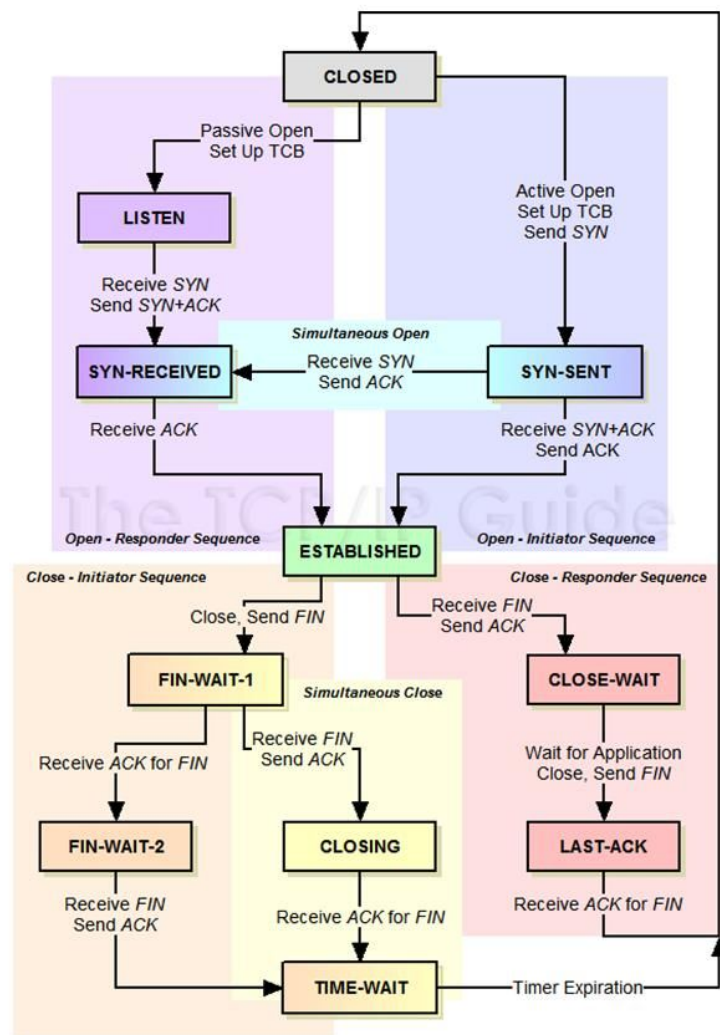 CLOSED
Passive Open
Set Up TCB
LISTEN
Active Open
Set Up TCB
Send SYN
Receive SYN
Send SYN+ACK
Simultaneous Open
SYN-RECEIVED
Receive SYN
Send ACK
SYN-SENT
Receive ACK
Receive SYN+ACK
Send ACK
The TCP/IP Guide
Open - Responder Sequence
ESTABLISHED
Open - Initiator Sequence
Close - Initiator Sequence
Close - Responder Sequence
Close, Send FIN
Receive FIN
Send ACK
FIN-WAIT-1
Simultaneous Close
CLOSE-WAIT
Receive ACK for FIN
Receive FIN
Send ACK
Wait for Application
Close, Send FIN
FIN-WAIT-2
CLOSING
LAST-ACK
Receive FIN
Send ACK
Receive ACK for FIN
Receive ACK for FIN
TIME-WAIT
Timer Expiration